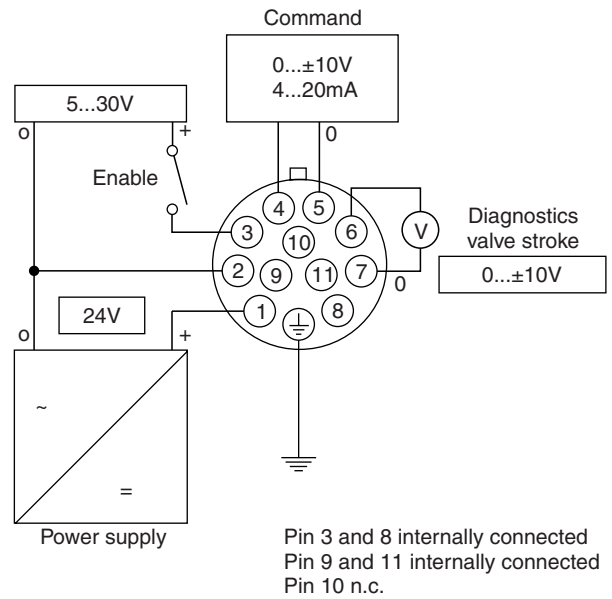 Command
0...±10V
4...20mA
5...30V
o
+
0
Enable
4
5
3
6
10
V
Diagnostics
valve stroke
2
9
11
7
0
0...±10V
24V
1
8
o
+
~
=
Power supply
Pin 3 and 8 internally connected
Pin 9 and 11 internally connected
Pin 10 n.c.